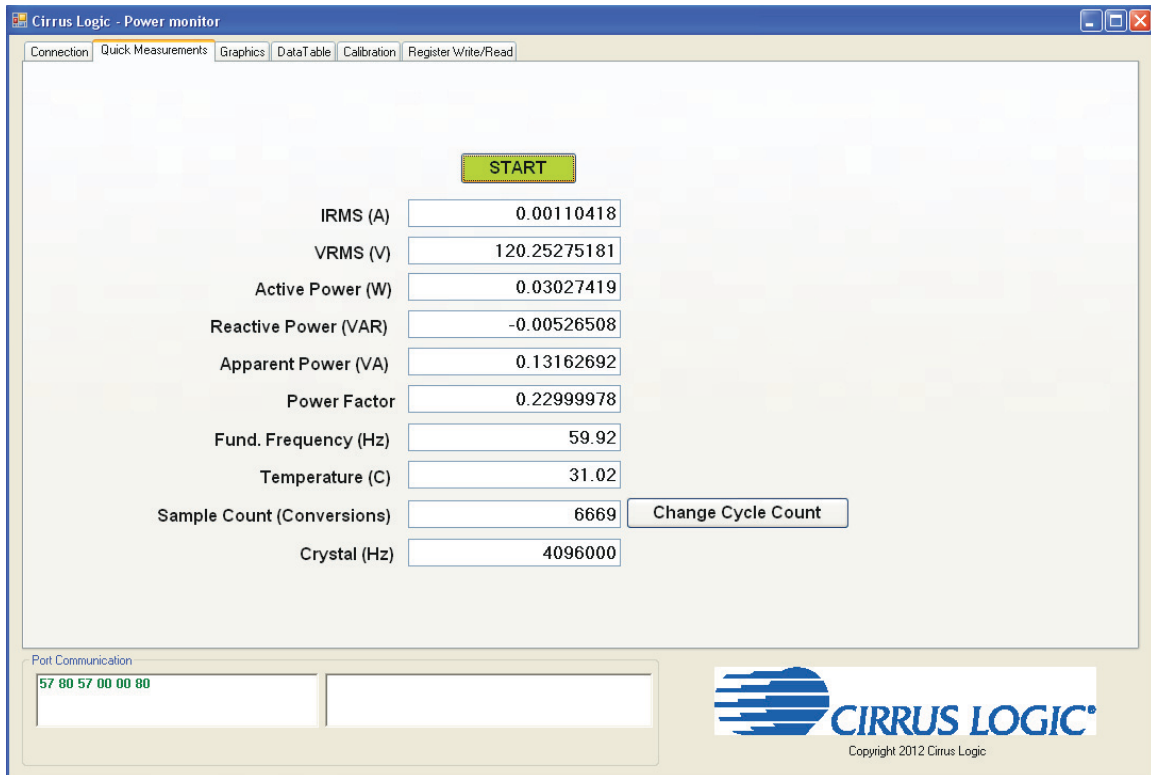 Cirrus Logic - Power monitor
Connection Quick Measurements Graphics DataTable Calibration Register Write/Read
START
IRMS (A) 0.00110418
VRMS (V) 120.25275181
Active Power (W) 0.03027419
Reactive Power (VAR) -0.00526508
Apparent Power (VA) 0.13162692
Power Factor 0.22999978
Fund. Frequency (Hz) 59.92
Temperature (C) 31.02
Sample Count (Conversions) 6669 Change Cycle Count
Crystal (Hz) 4096000
Port Communication
57 80 57 00 00 80
CIRRUS LOGIC®
Copyright 2012 Cirrus Logic